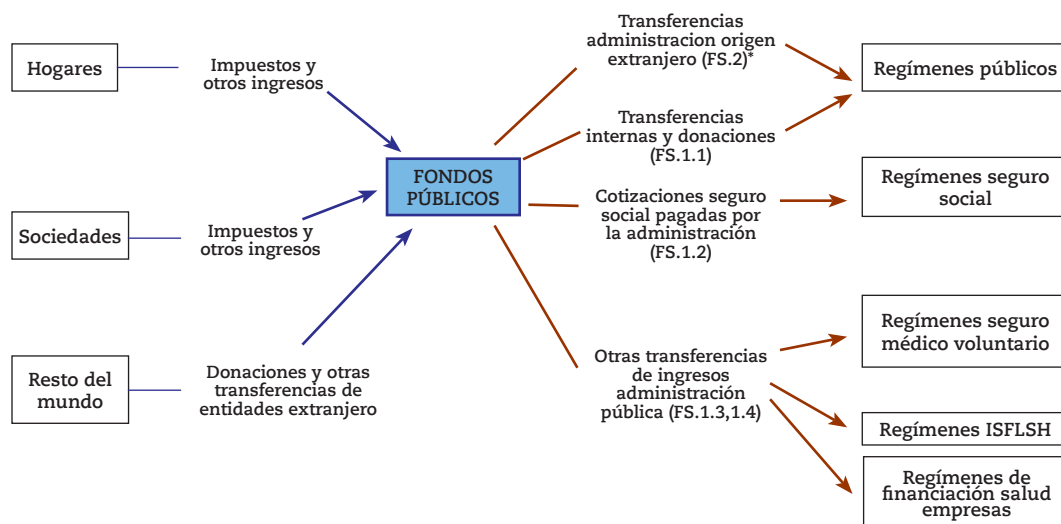 Hogares
Impuestos y
otros ingresos
Sociedades
Impuestos y
otros ingresos
Resto del
mundo
Donaciones y otras
transferencias de
entidades extranjero
FONDOS
PÚBLICOS
Transferencias
administracion origen
extranjero (FS.2)*
Transferencias
internas y donaciones
(FS.1.1)
Cotizaciones seguro
social pagadas por
la administración
(FS.1.2)
Otras transferencias
de ingresos
administración
pública (FS.1.3,1.4)
Regímenes públicos
Regímenes seguro
social
Regímenes seguro
médico voluntario
Regímenes ISFLSH
Regímenes de
financiación salud
empresas